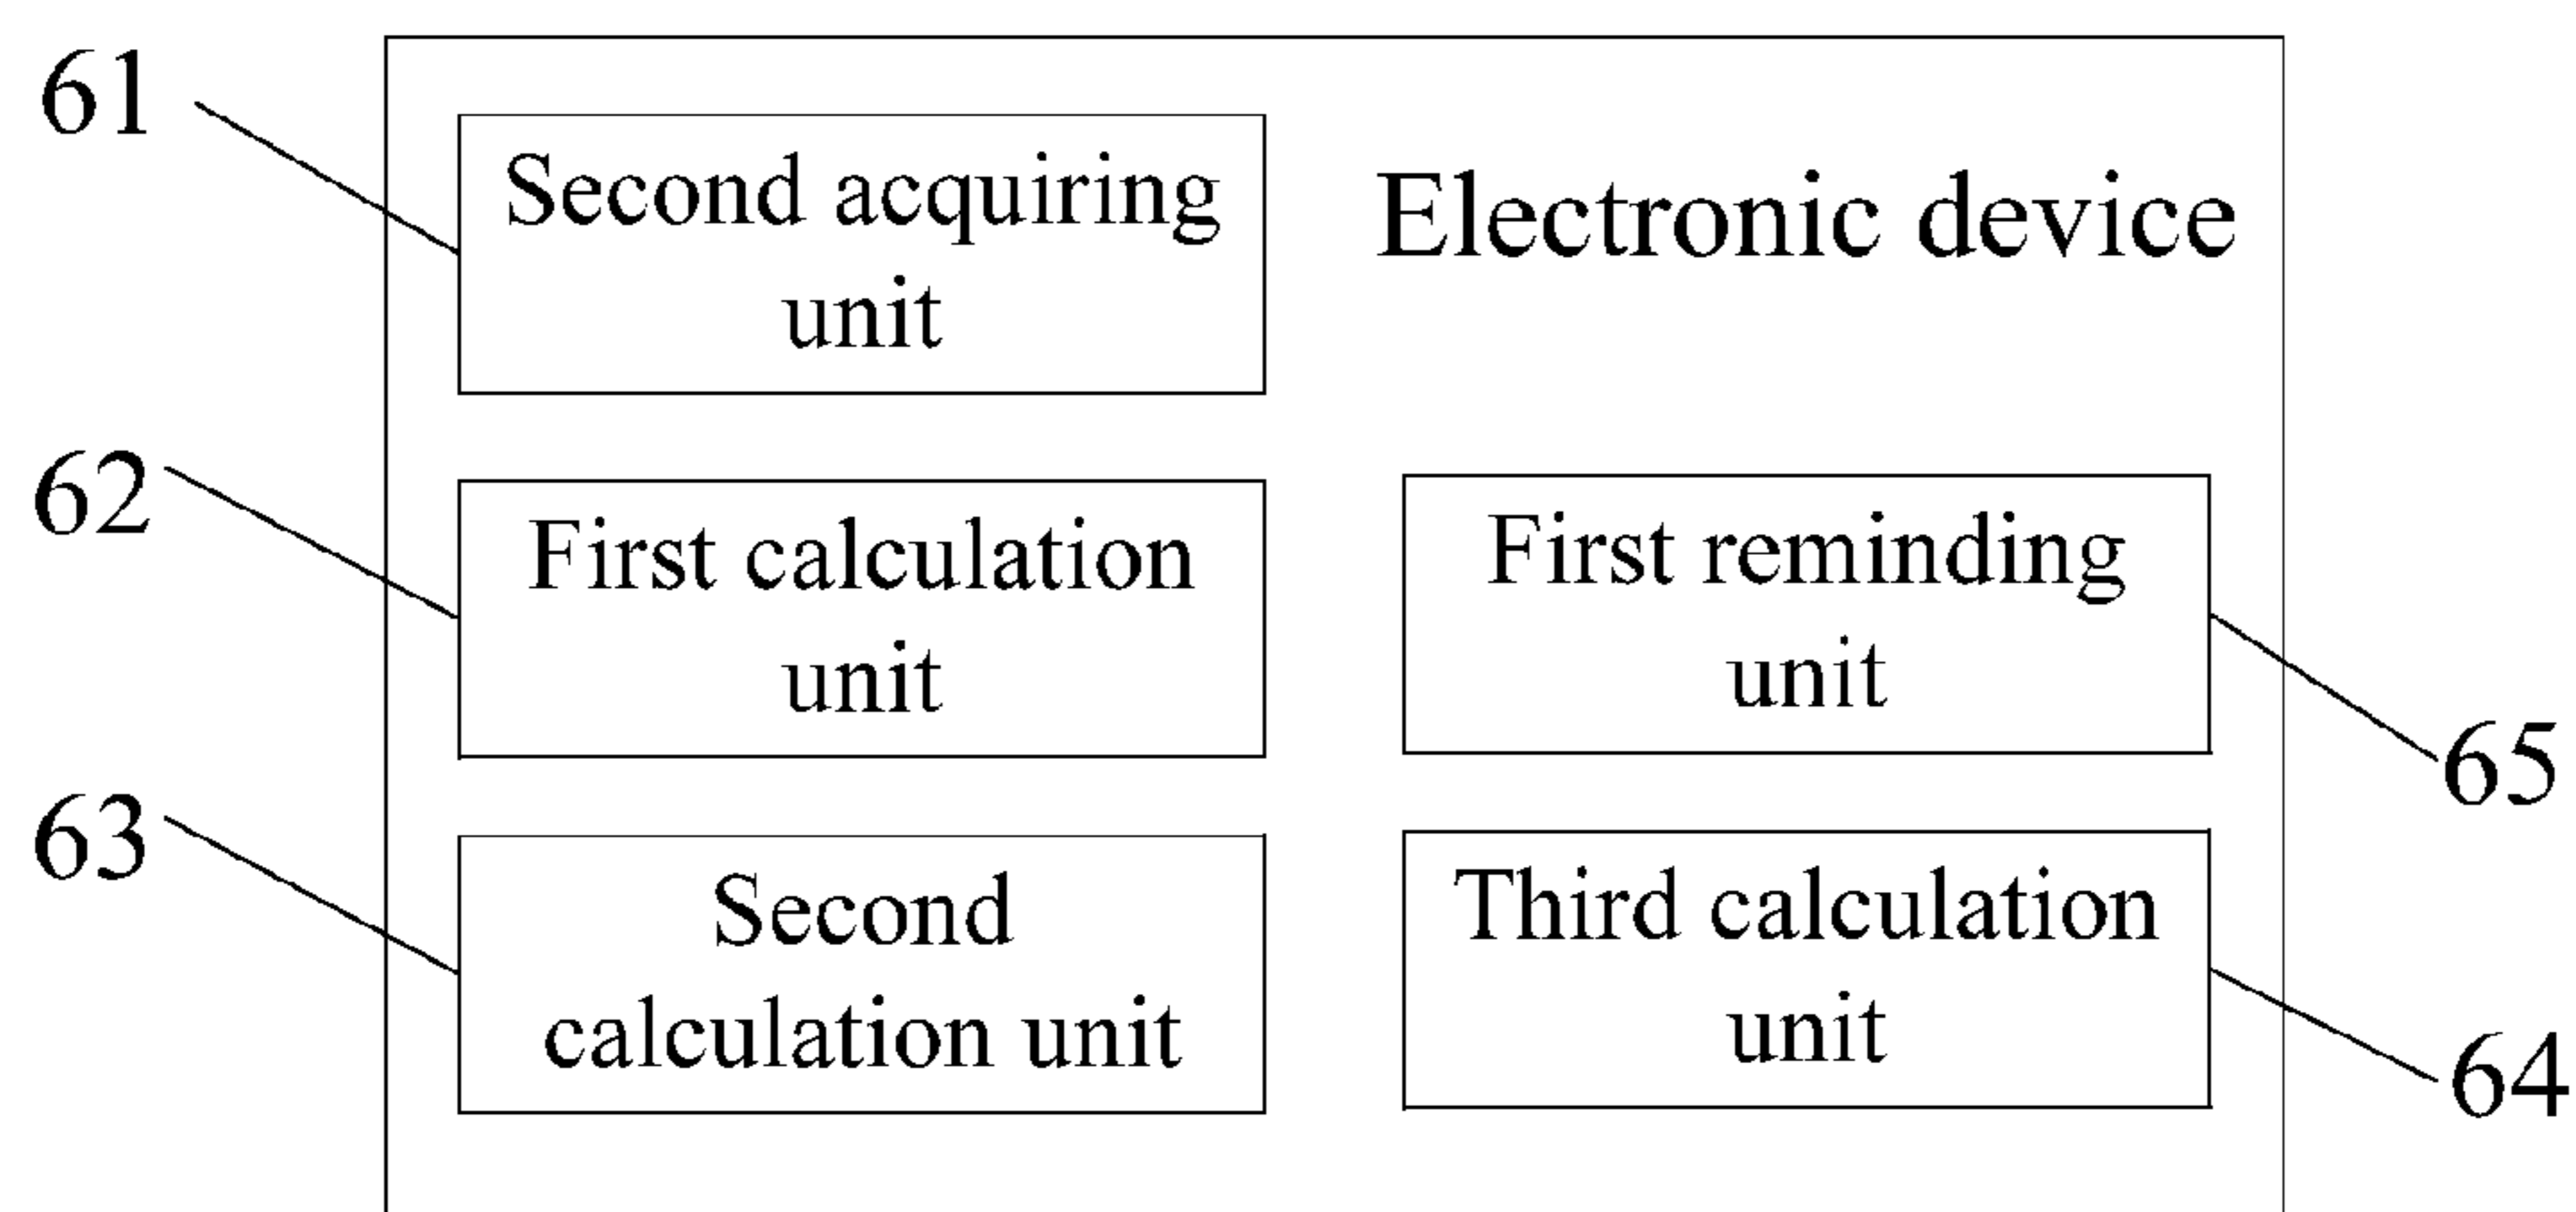 61
Second acquiring
unit
Electronic device
62
First calculation
unit
First reminding
unit
65
63
Second
calculation unit
Third calculation
unit
64